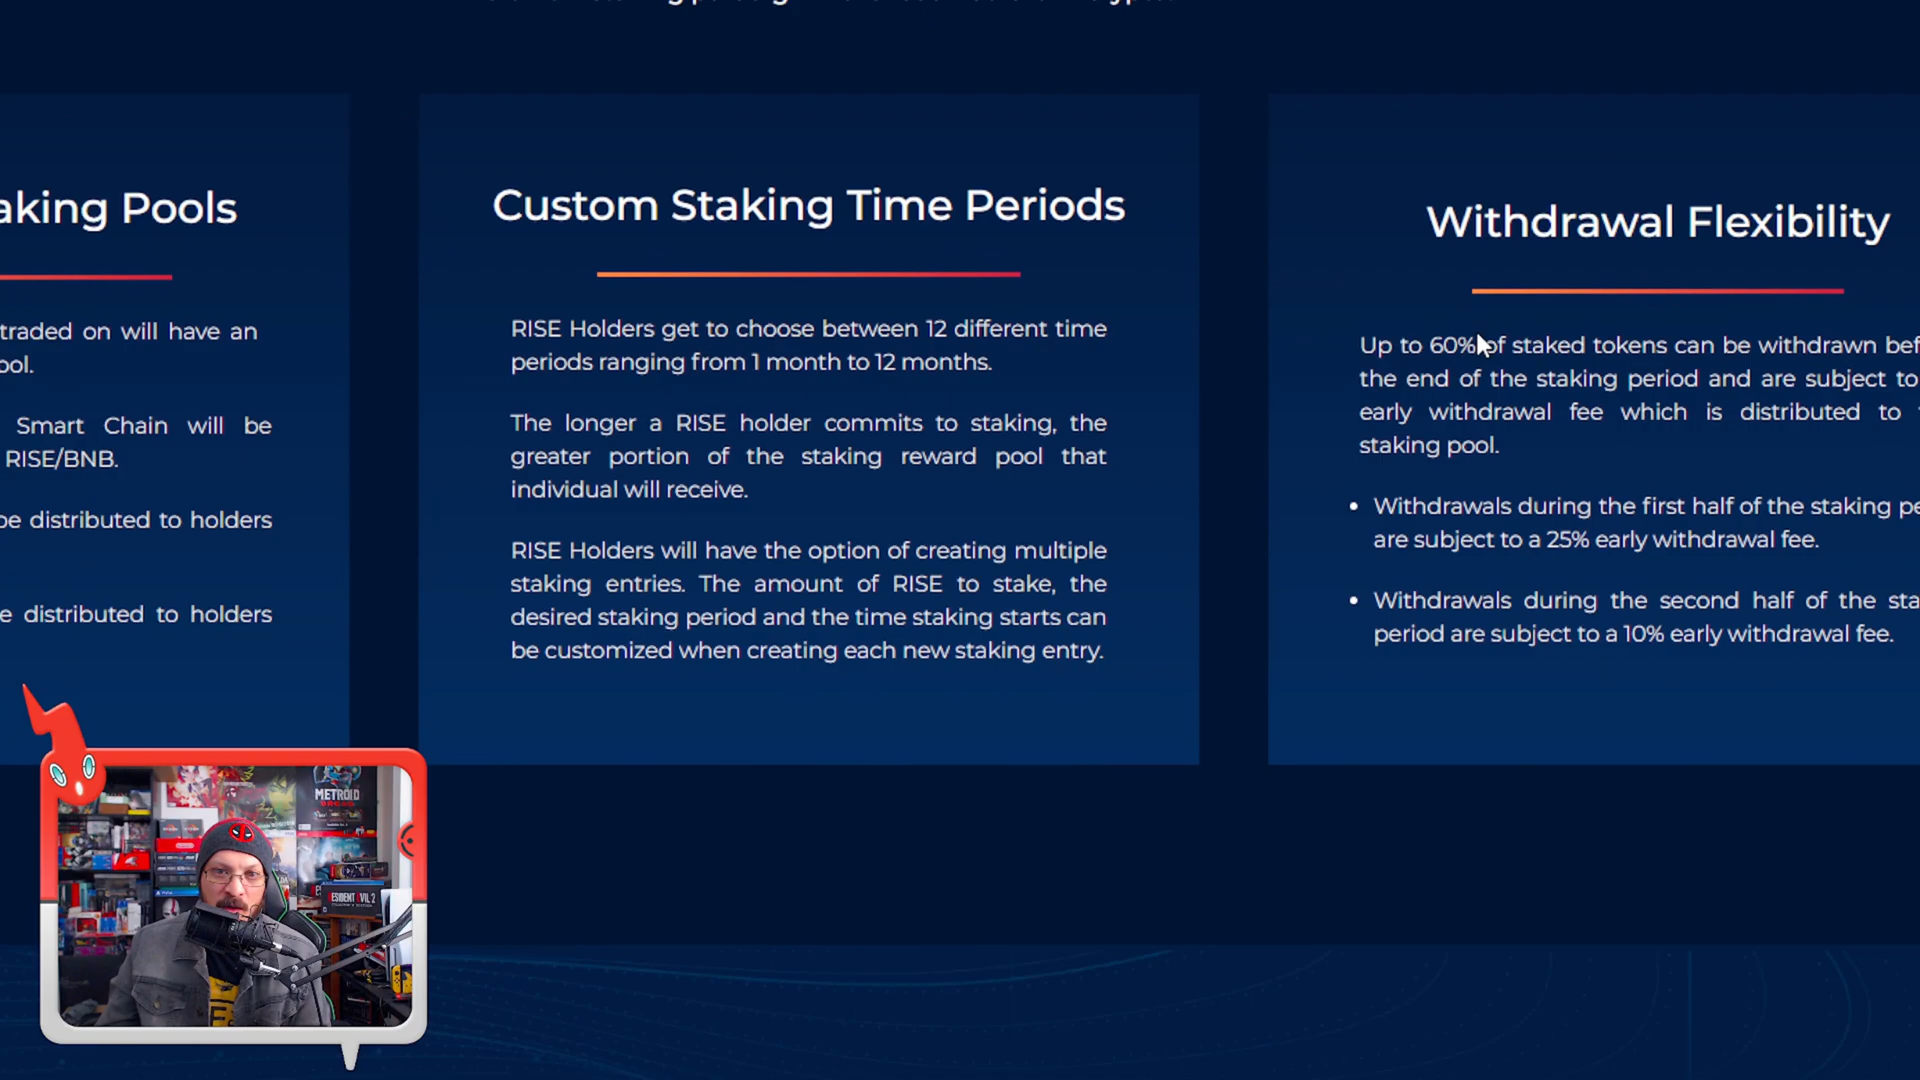 aking Pools
traded on will have an
ool.
Smart Chain will be
RISE/BNB.
be distributed to holders
e distributed to holders
Custom Staking Time Periods
RISE Holders get to choose between 12 different time
periods ranging from 1 month to 12 months.
The longer a RISE holder commits to staking, the
greater portion of the staking reward pool that
individual will receive.
RISE Holders will have the option of creating multiple
staking entries. The amount of RISE to stake, the
desired staking period and the time staking starts can
be customized when creating each new staking entry.
Withdrawal Flexibility
Up to 60% of staked tokens can be withdrawn bef
the end of the staking period and are subject to
early withdrawal fee which is distributed to
staking pool.
• Withdrawals during the first half of the staking pe
are subject to a 25% early withdrawal fee.
• Withdrawals during the second half of the sta
period are subject to a 10% early withdrawal fee.
METROID
RESIDENT EVIL 2